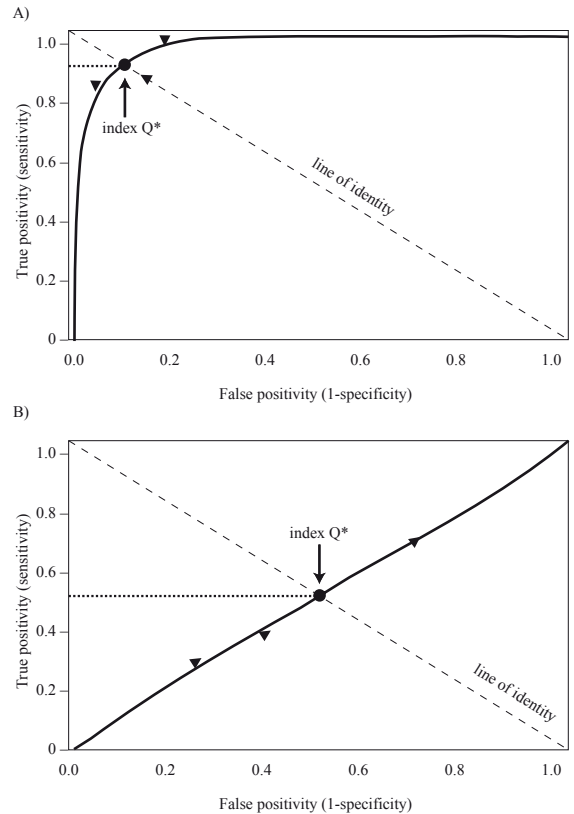 A)
True positivity (sensitivity)
1.0
0.8
0.6
0.4
0.2
0
index Q*
line of identity
0.0 0.2 0.4 0.6 0.8 1.0
False positivity (1-specificity)
B)
True positivity (sensitivity)
1.0
0.8
0.6
0.4
0.2
0
index Q*
line of identity
0.0 0.2 0.4 0.6 0.8 1.0
False positivity (1-specificity)